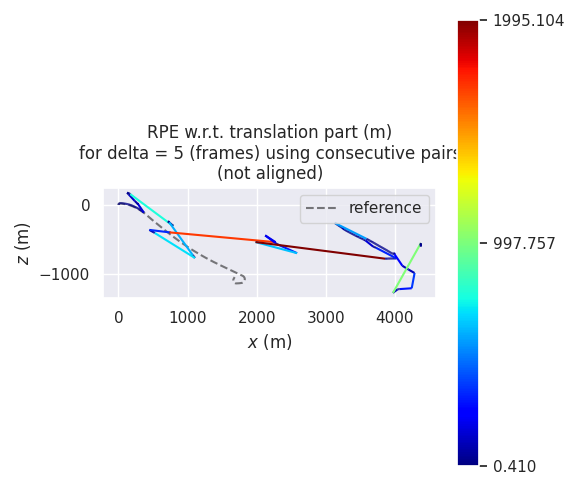 RPE w.r.t. translation part (m)
for delta = 5 (frames) using consecutive pairs
(not aligned)
reference
0
−1000
z (m)
0
1000
2000
3000
4000
x (m)
1995.104
997.757
0.410